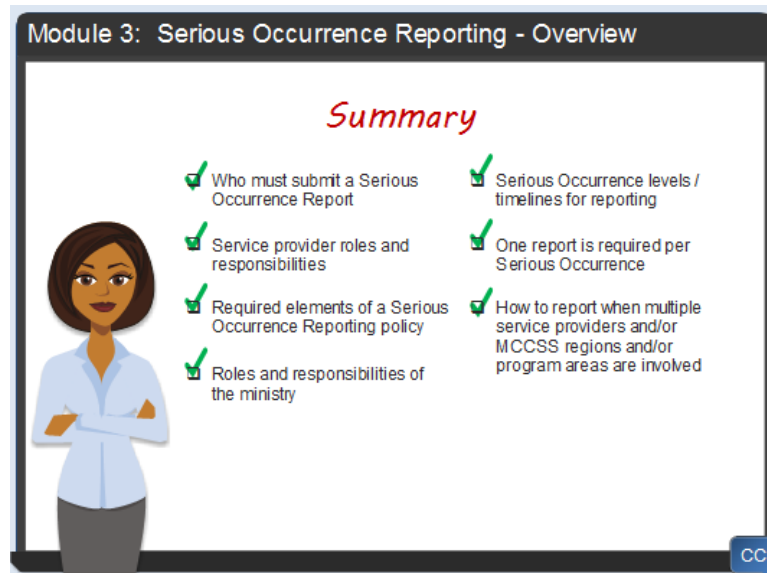 Module 3: Serious Occurrence Reporting - Overview
Summary
Who must submit a Serious
Occurrence Report
Service provider roles and
responsibilities
Required elements of a Serious
Occurrence Reporting policy
Roles and responsibilities of
the ministry
Serious Occurrence levels /
timelines for reporting
One report is required per
Serious Occurrence
How to report when multiple
service providers and/or
MCCSS regions and/or
program areas are involved
CC